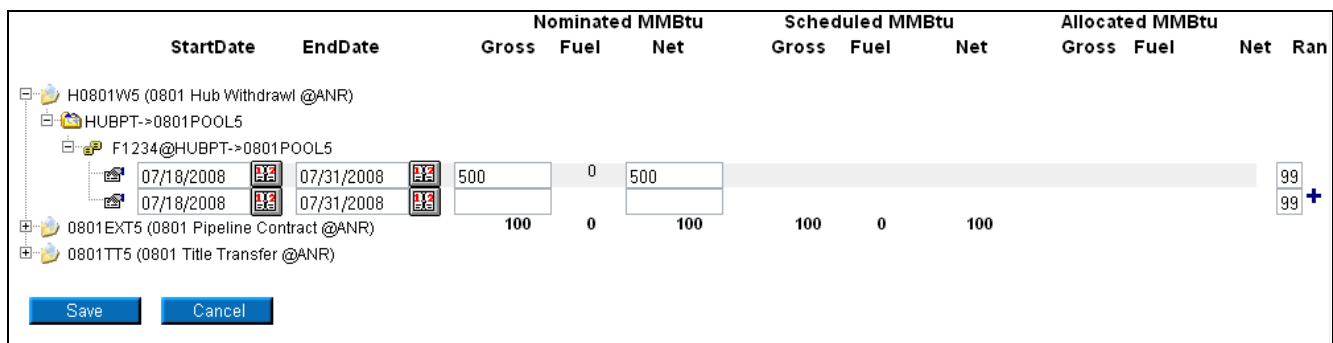 Nominated MMBtu Scheduled MMBtu Allocated MMBtu
StartDate EndDate Gross Fuel Net Gross Fuel Net Gross Fuel Net Ran
H0801W5 (0801 Hub Withdrawl @ANR)
HUBPT->0801POOL5
F1234@HUBPT->0801POOL5
07/18/2008 07/31/2008 500 0 500 99
07/18/2008 07/31/2008 99 +
0801EXT5 (0801 Pipeline Contract @ANR) 100 0 100 100 0 100
0801TT5 (0801 Title Transfer @ANR)
Save Cancel